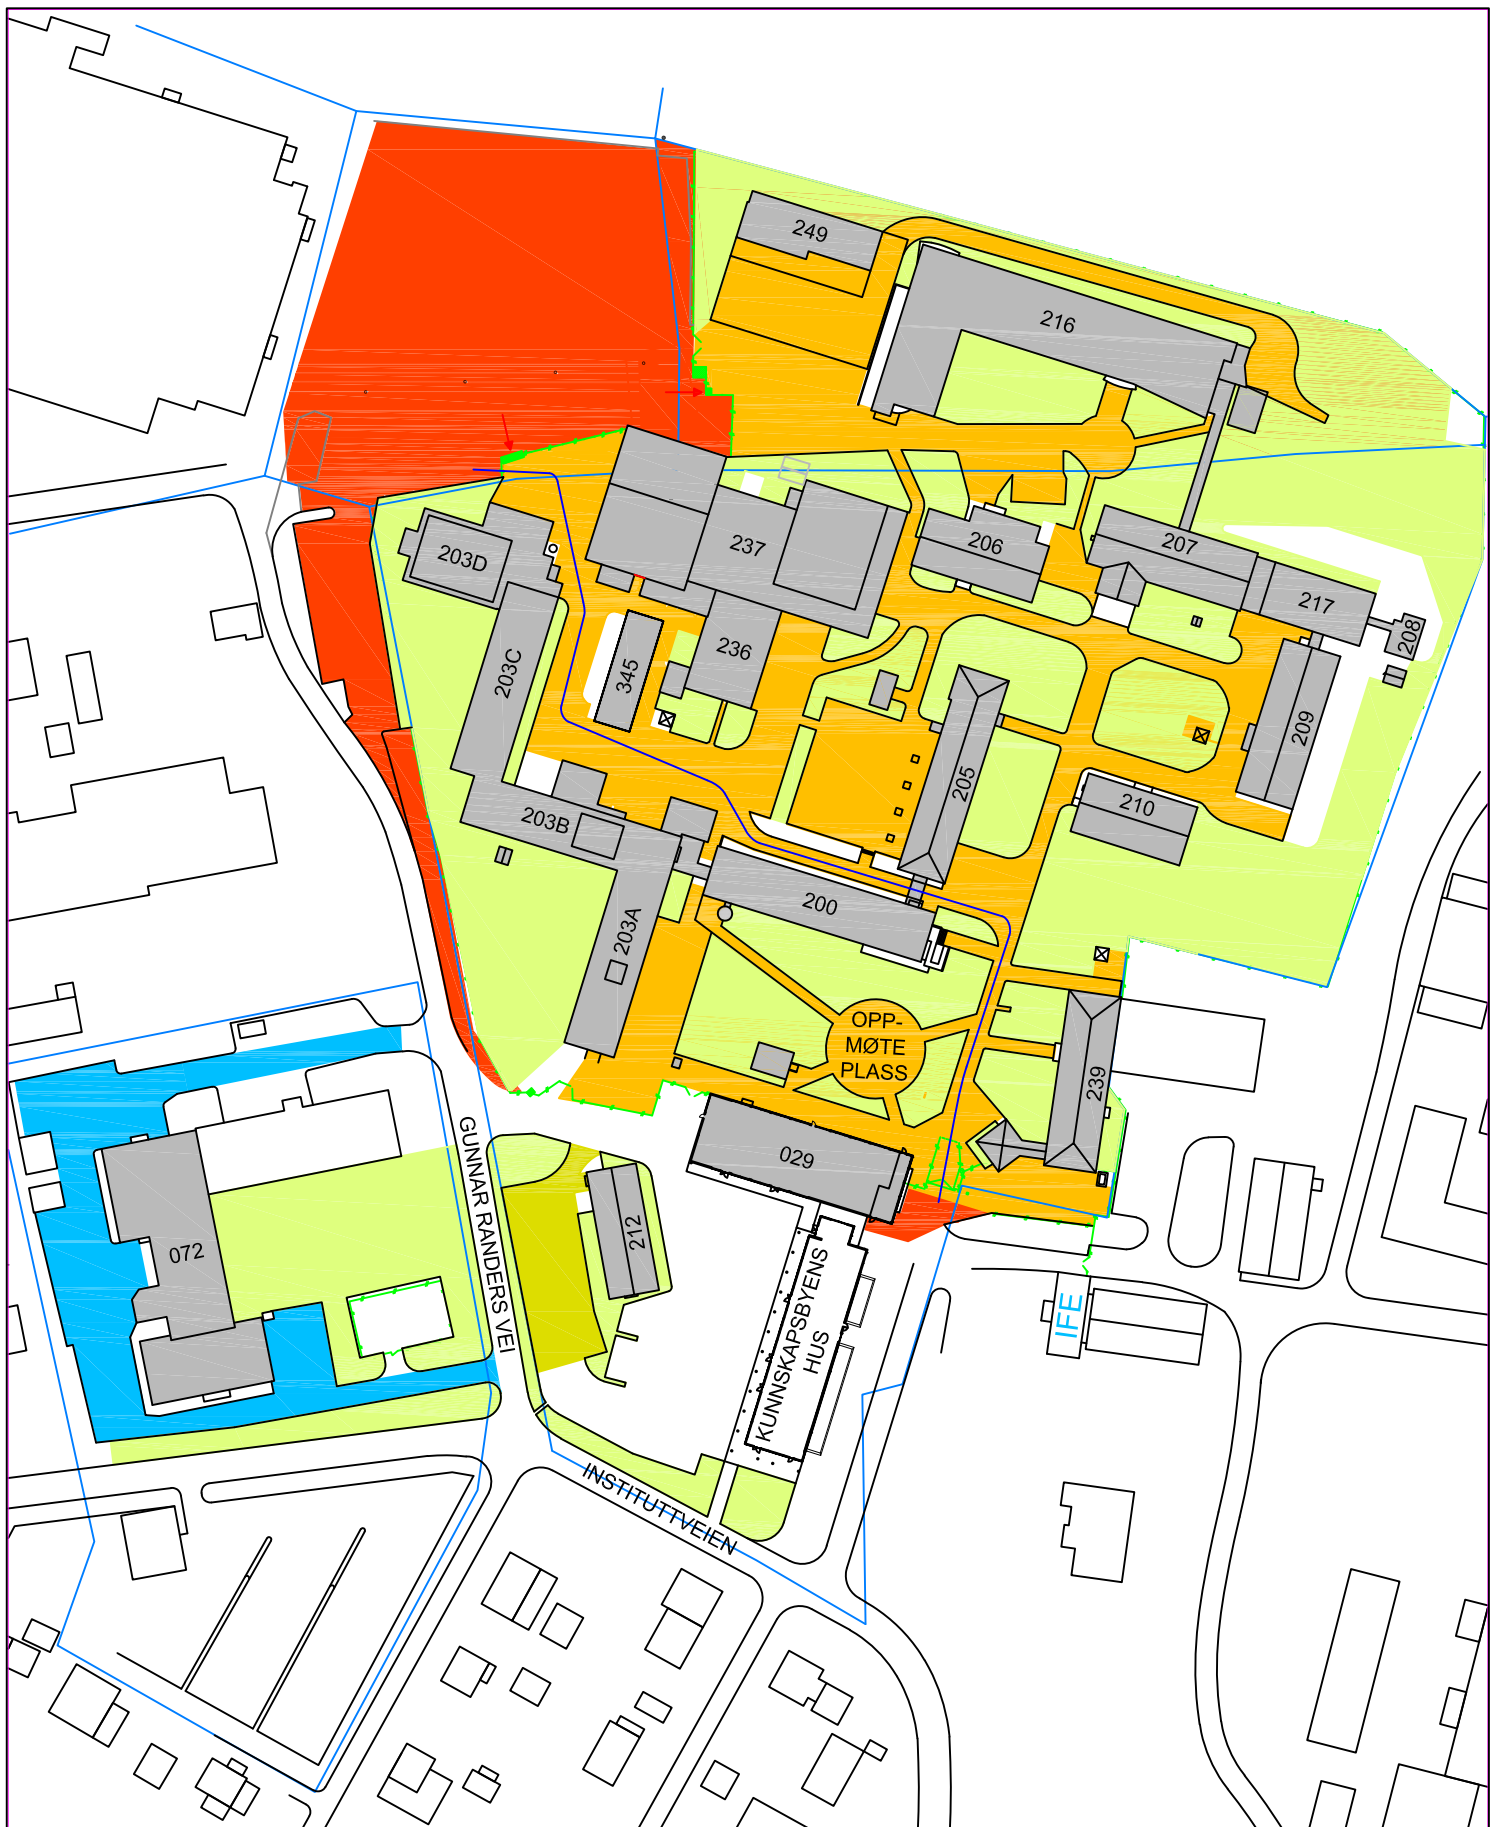 249
216
203D
237
206
207
217
208
203C
345
236
209
205
210
203B
200
203A
OPP-
MØTE
PLASS
239
029
GUNNAR RANDERS VEI
212
072
KUNNSKAPSBYENS
HUS
IFE
INSTITUTTVEIEN